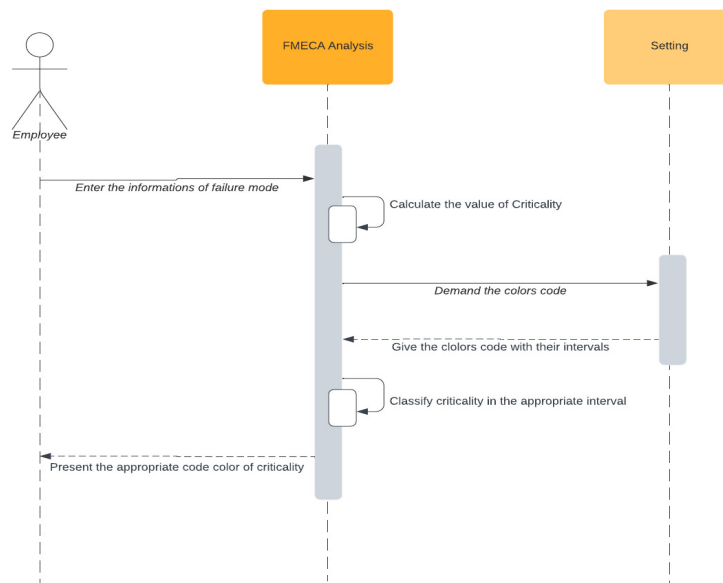 FMECA Analysis
Setting
Employee
Enter the informations of failure mode
Calculate the value of Criticality
Demand the colors code
Give the clolors code with their intervals
Classify criticality in the appropriate interval
Present the appropriate code color of criticality